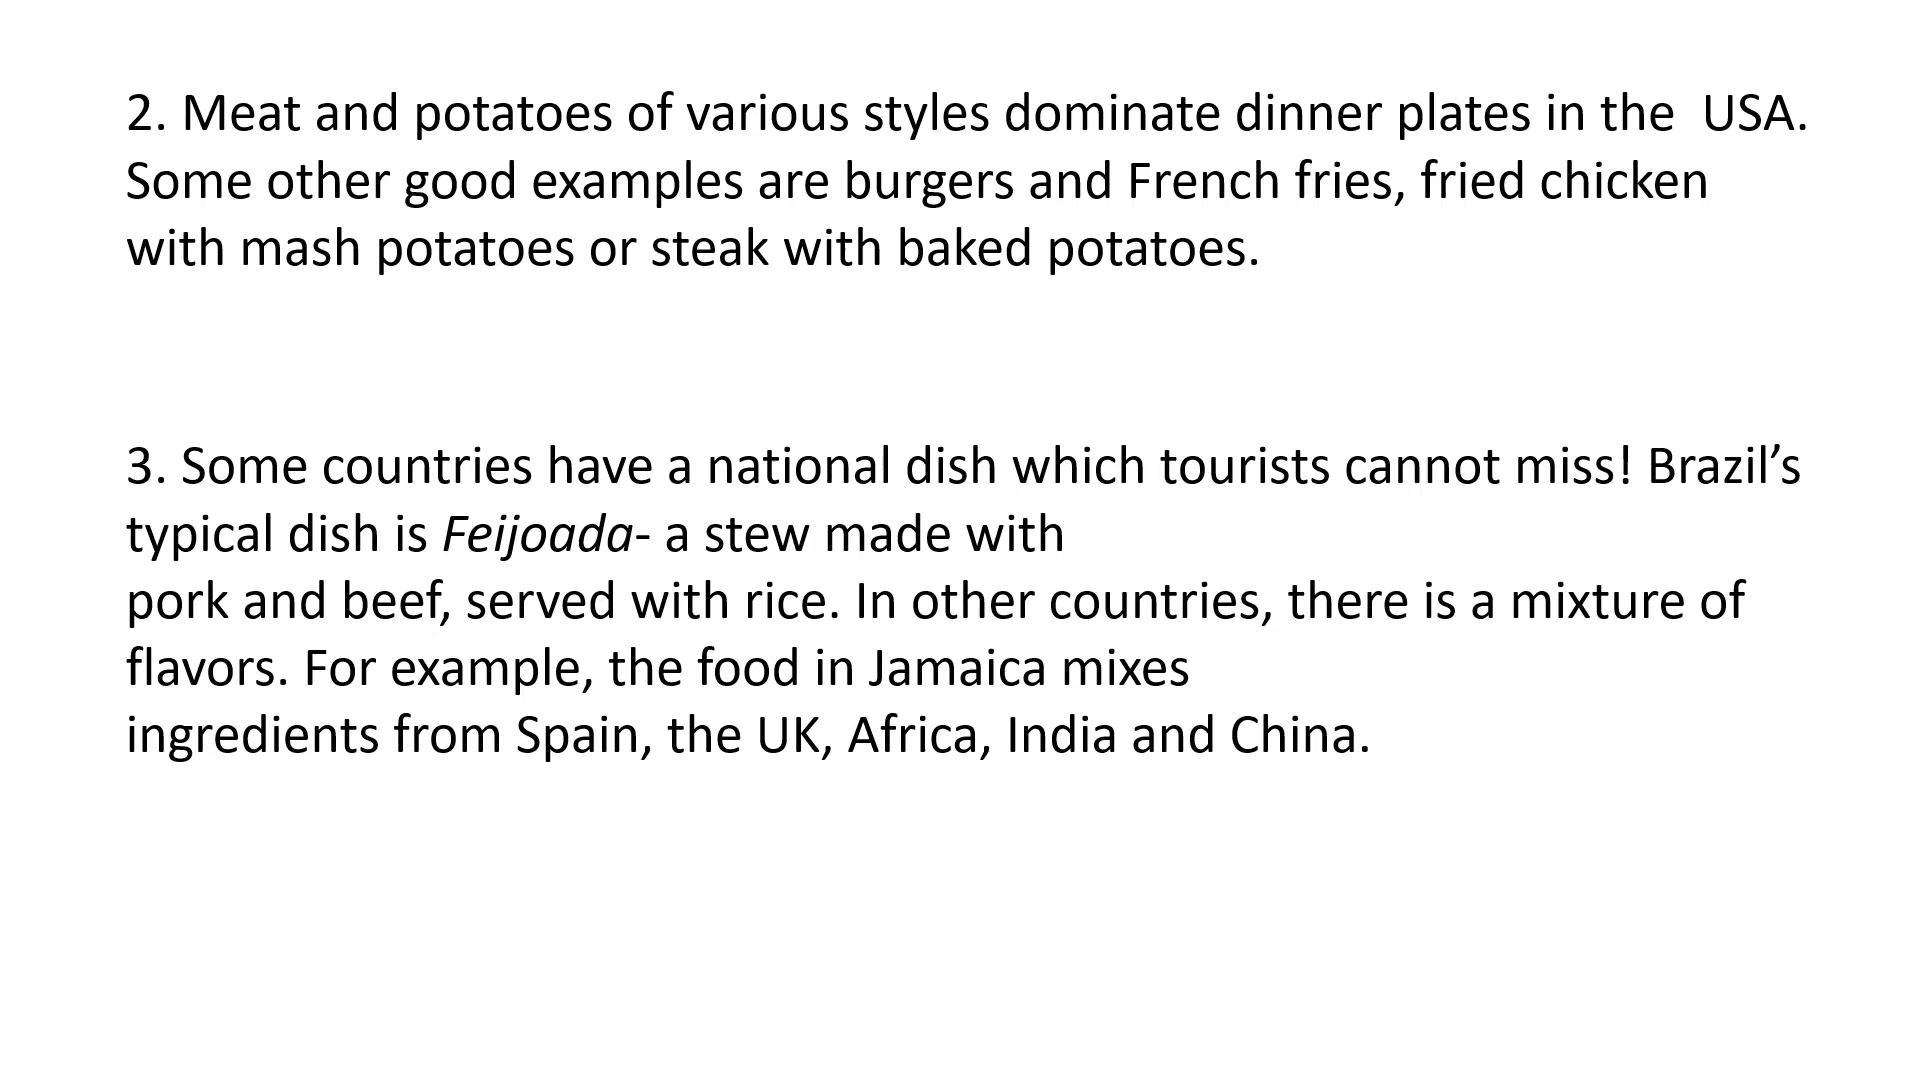 2. Meat and potatoes of various styles dominate dinner plates in the  USA.
Some other good examples are burgers and French fries, fried chicken
with mash potatoes or steak with baked potatoes.
3. Some countries have a national dish which tourists cannot miss! Brazil’s
typical dish is Feijoada- a stew made with
pork and beef, served with rice. In other countries, there is a mixture of
flavors. For example, the food in Jamaica mixes
ingredients from Spain, the UK, Africa, India and China.